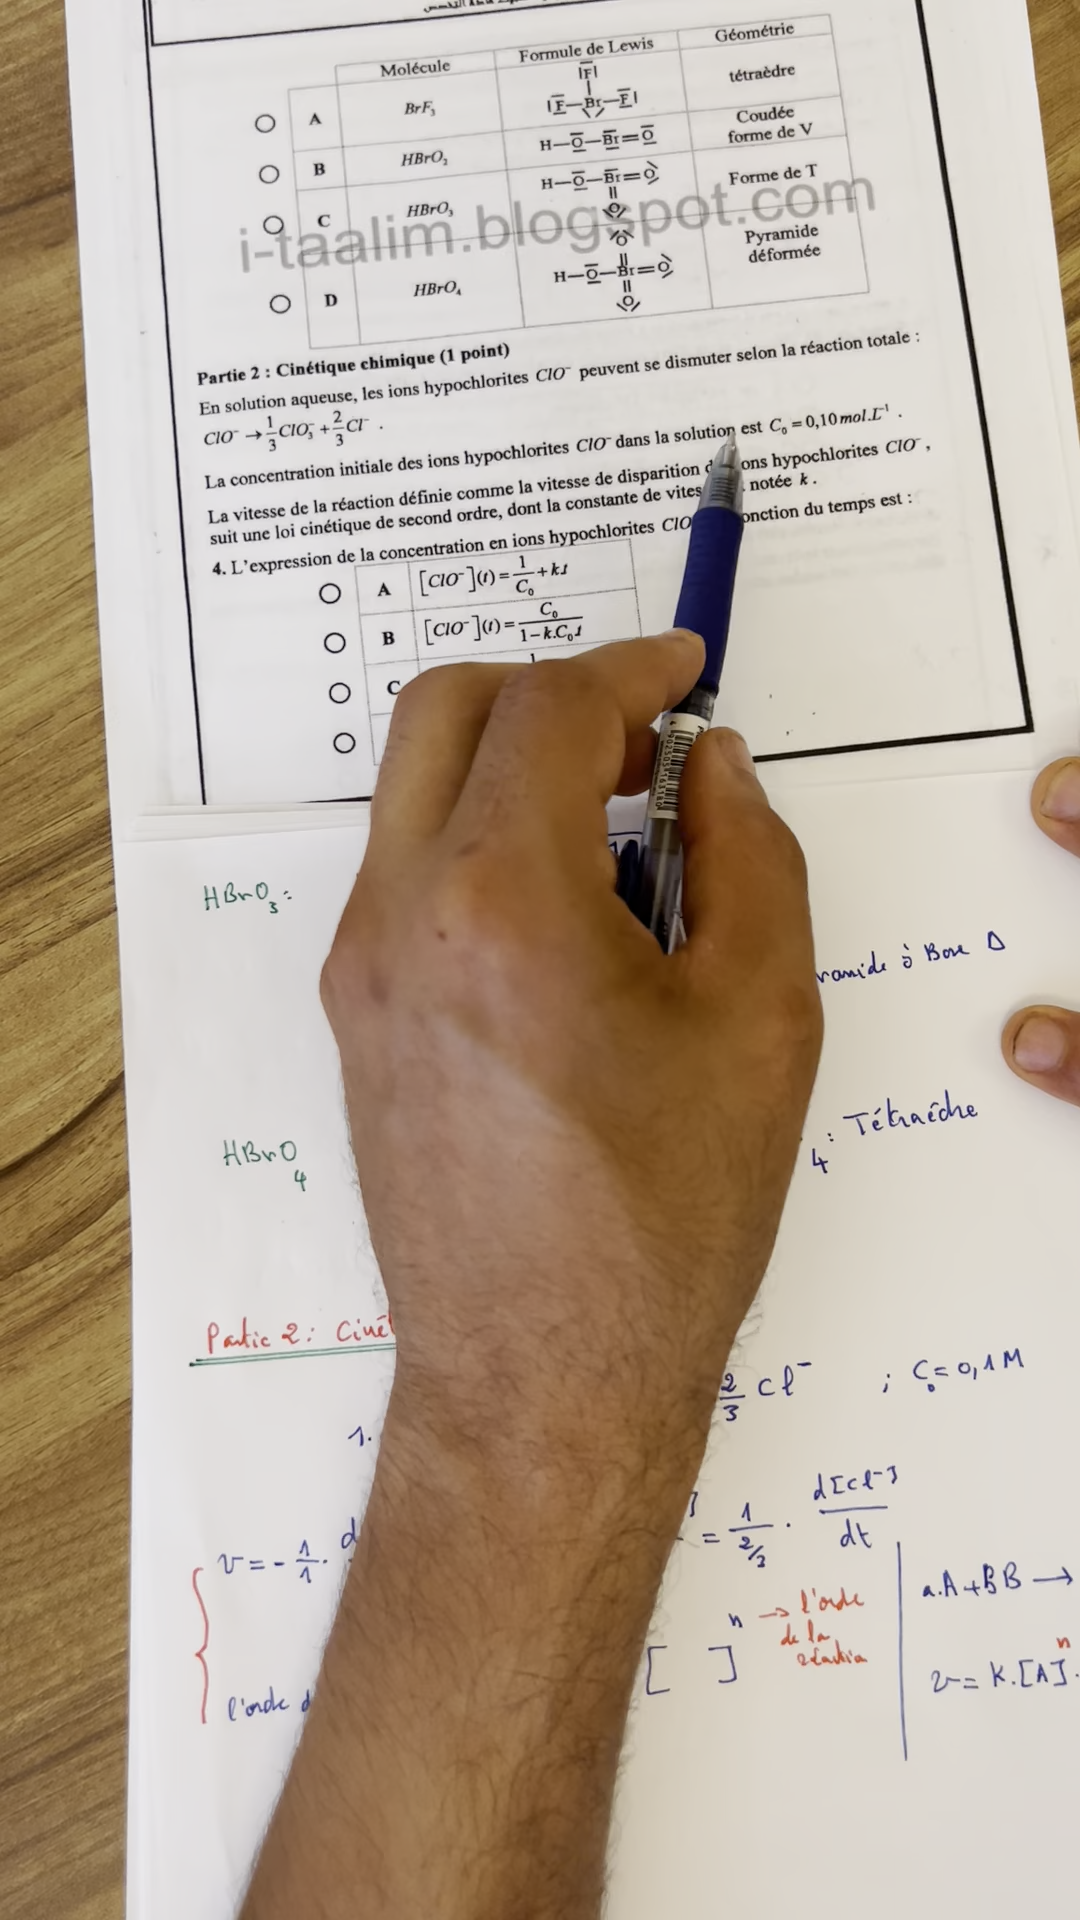 Molécule Formule de Lewis Géométrie
A BrF₃ tétraèdre
B HBrO₂ H—O—Br=O Coudée
forme de V
C HBrO₃ H—O—Br=O Forme de T
O
i-taalim.blogspot.com
D HBrO₄ H—O—Br=O Pyramide
déformée
Partie 2 : Cinétique chimique (1 point)
En solution aqueuse, les ions hypochlorites ClO⁻ peuvent se dismuter selon la réaction totale :
ClO⁻ → 1/3 ClO₃⁻ + 2/3 Cl⁻ .
La concentration initiale des ions hypochlorites ClO⁻ dans la solution est C₀ = 0,10 mol.L⁻¹ .
La vitesse de la réaction définie comme la vitesse de disparition ions hypochlorites ClO⁻ ,
suit une loi cinétique de second ordre, dont la constante de notée k .
4. L'expression de la concentration en ions hypochlorites ClO fonction du temps est :
A [ClO⁻](t) = 1/C₀ + k.t
B [ClO⁻](t) = C₀/(1−k.C₀.t)
C
HBrO₃ :
à Base Δ
HBrO₄
4 : Tétraèdre
Partie 2 :
1. 2/3 Cl⁻ ; C₀ = 0,1 M
v = - 1/1 . d ] = 1/(2/3) . d[Cl⁻]/dt
a.A + B B →
[ ]ⁿ → l'ordre
de la
réaction
l'ordre d
v = K.[A]ⁿ.